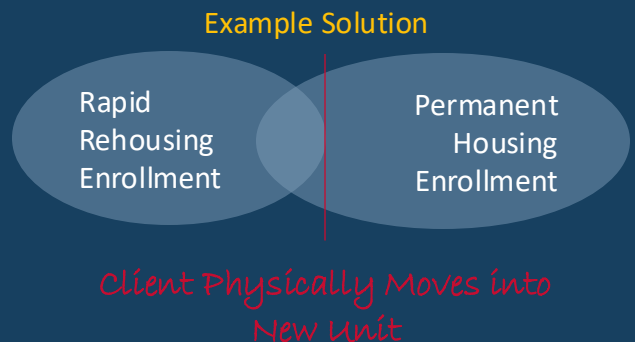 Example Solution
Rapid
Rehousing
Enrollment
Permanent
Housing
Enrollment
Client Physically Moves into
New Unit